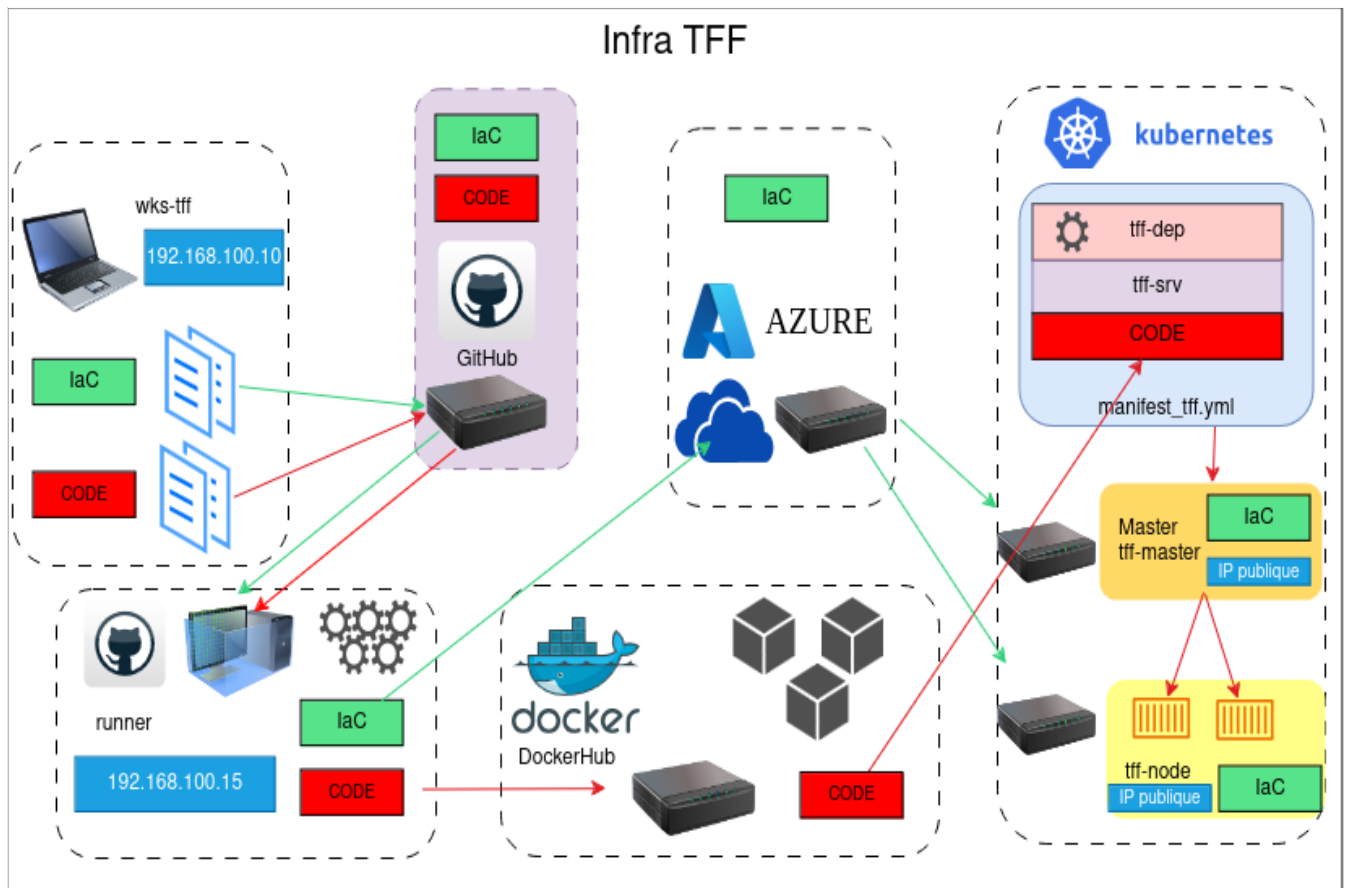 Infra TFF
wks-tff
192.168.100.10
IaC
CODE
IaC
CODE
GitHub
IaC
AZURE
kubernetes
tff-dep
tff-srv
CODE
manifest_tff.yml
Master
tff-master
IaC
IP publique
tff-node
IP publique
IaC
runner
192.168.100.15
IaC
CODE
docker
DockerHub
CODE